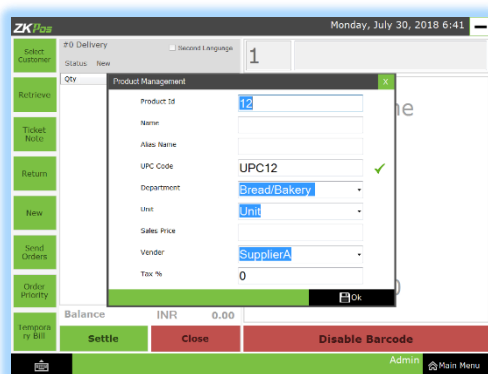 ZKPos
Monday, July 30, 2018 6:41
Select
Customer
#0 Delivery
Second Language
Status New
1
Qty
Product Management
X
Retrieve
Product Id
12
Name
Ticket
Note
Alias Name
UPC Code
UPC12
Return
Department
Bread/Bakery
Unit
Unit
New
Sales Price
Send
Orders
Vender
SupplierA
Tax %
0
Order
Priority
Ok
Balance
INR
0.00
Tempora
ry Bill
Settle
Close
Disable Barcode
Admin
Main Menu